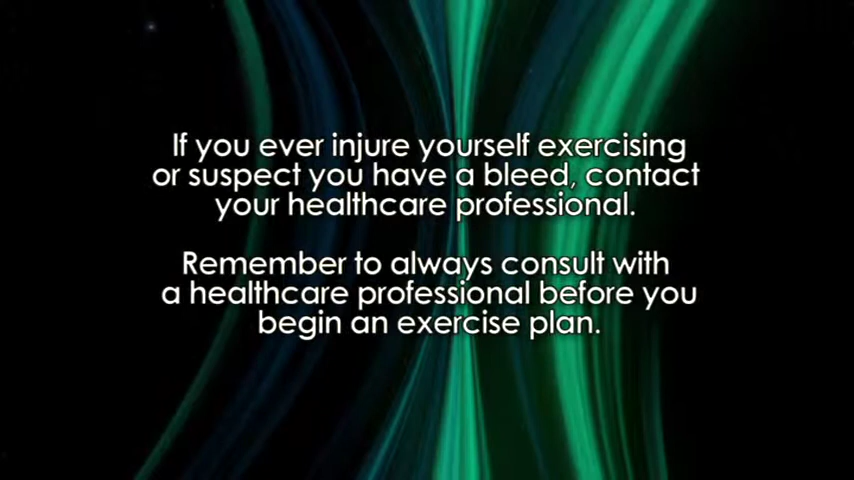 If you ever injure yourself exercising
or suspect you have a bleed, contact
your healthcare professional.
Remember to always consult with
a healthcare professional before you
begin an exercise plan.